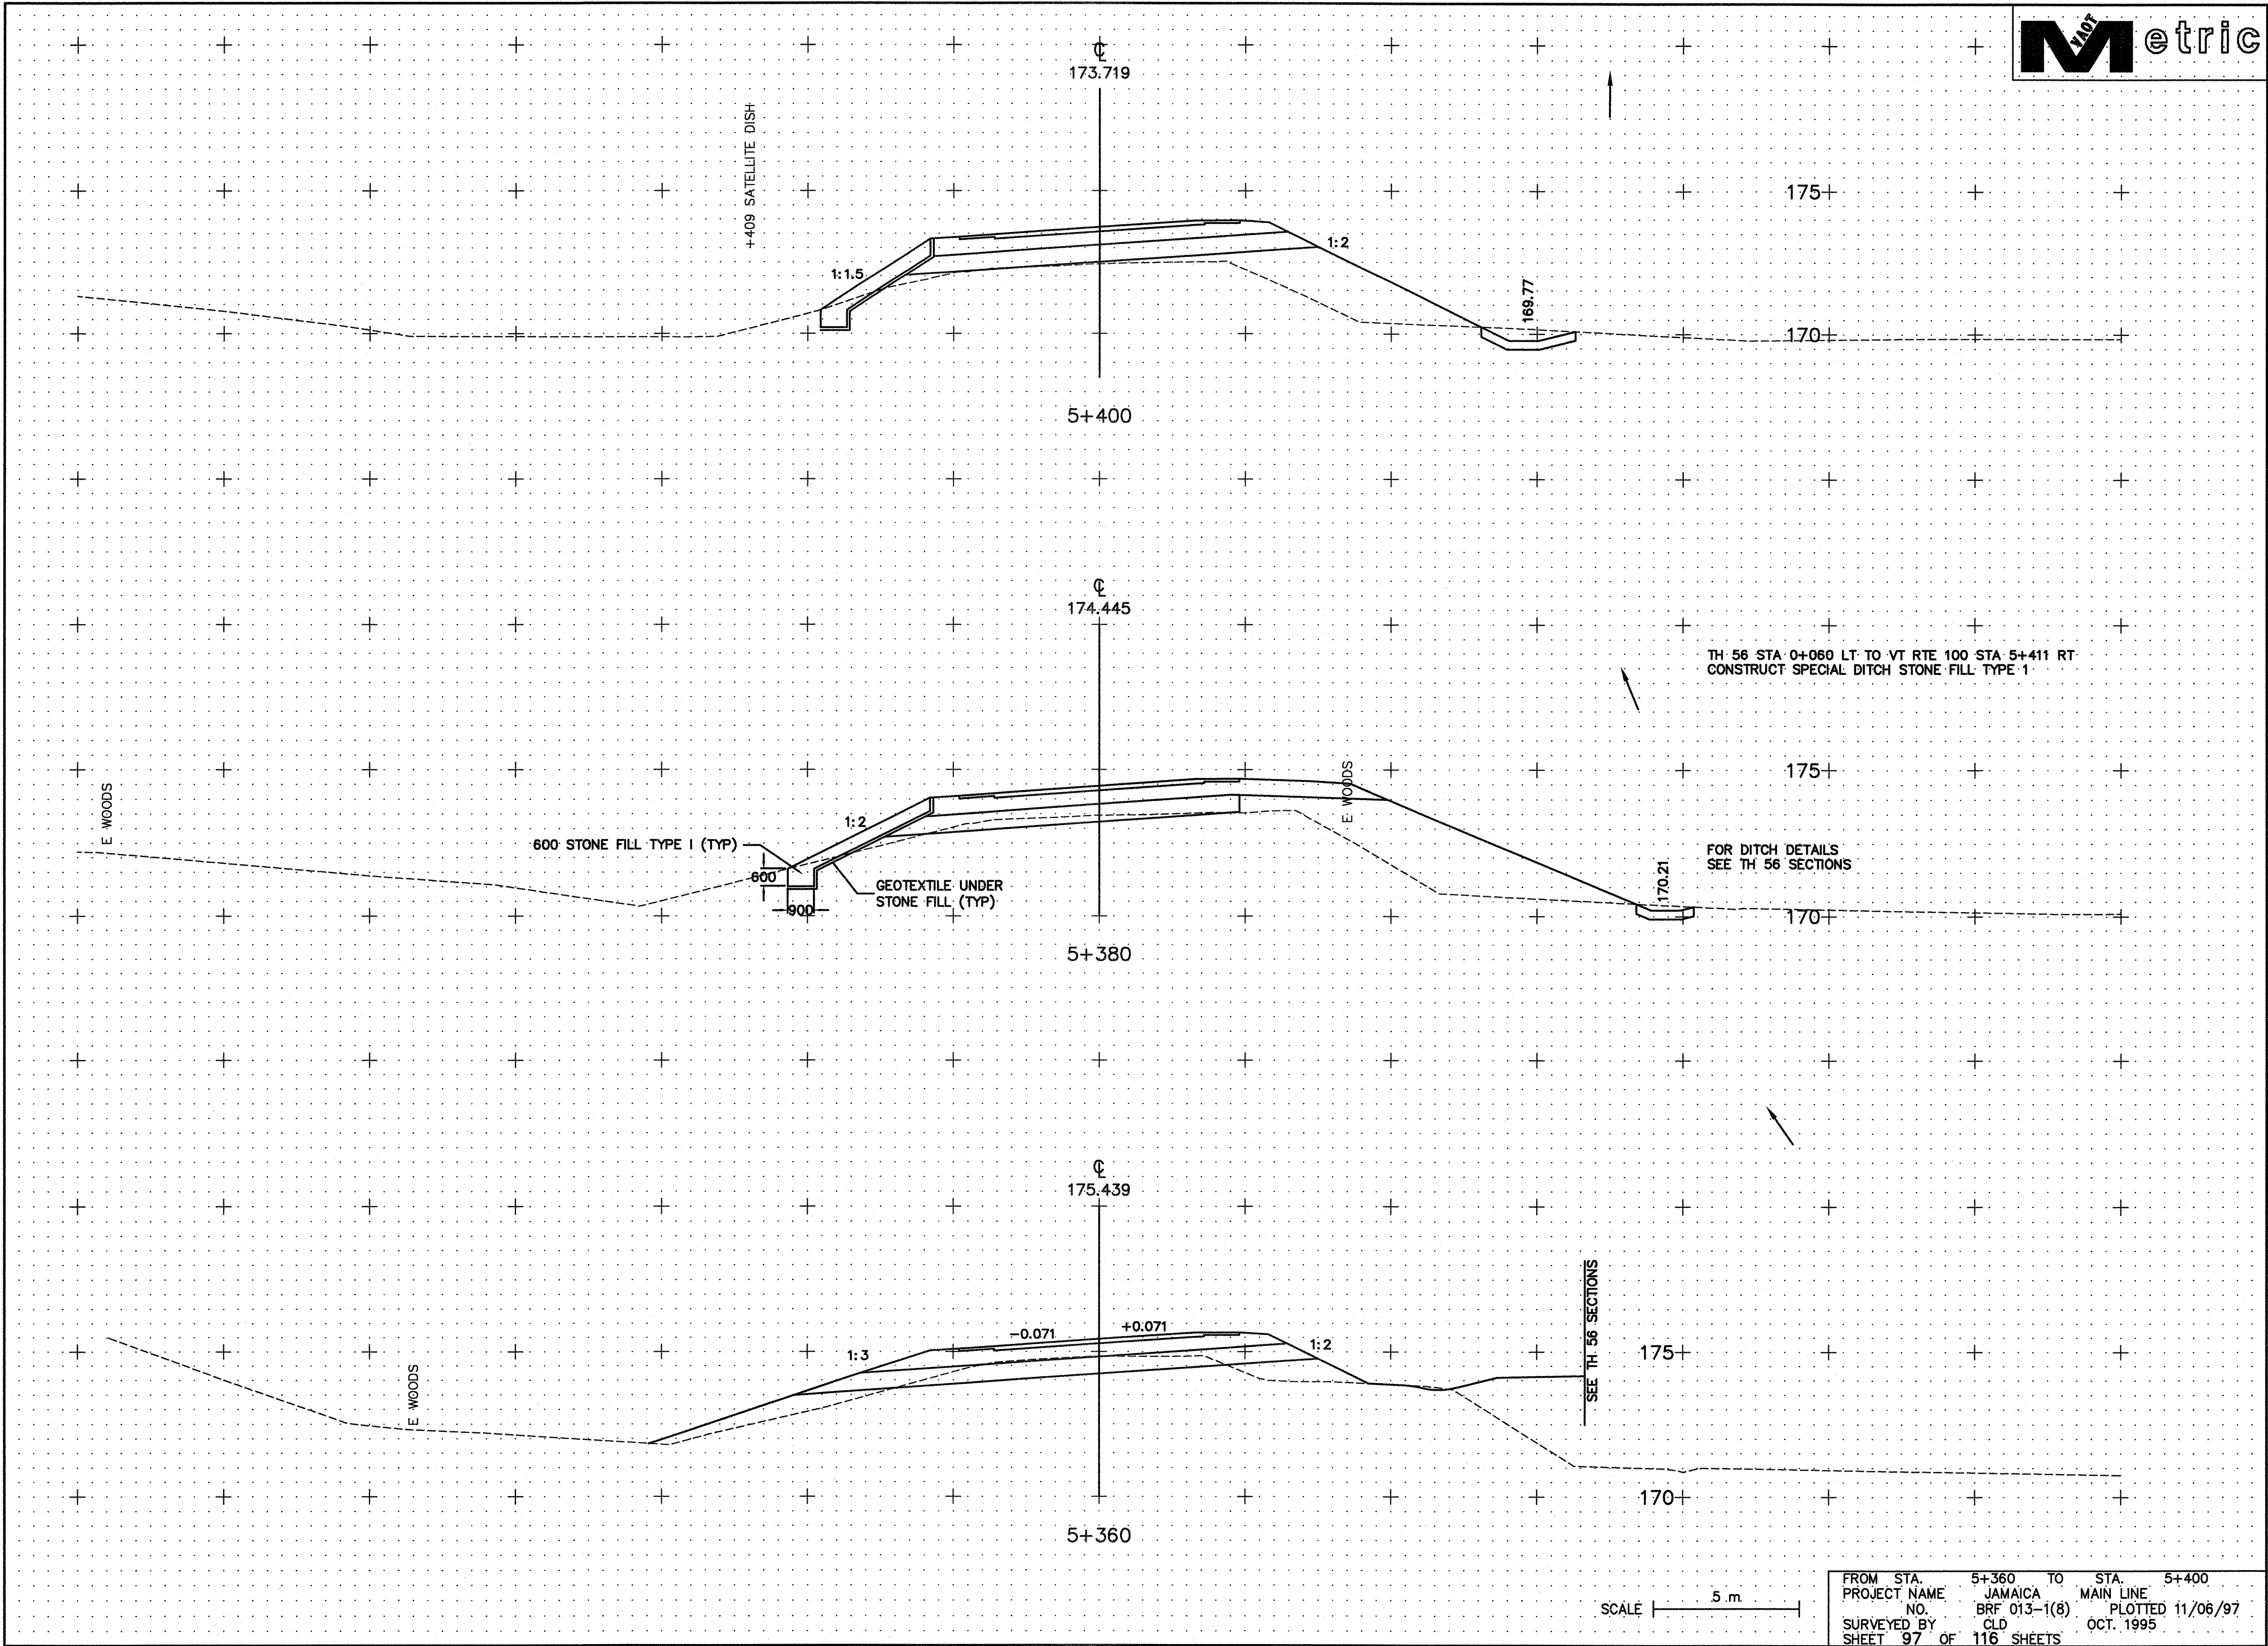 VAOT
Metric
℄
173.719
+409 SATELLITE DISH
175
1:1.5
1:2
169.77
170
5+400
℄
174.445
TH 56 STA 0+060 LT TO VT RTE 100 STA 5+411 RT
CONSTRUCT SPECIAL DITCH STONE FILL TYPE 1
175
E WOODS
E WOODS
1:2
600 STONE FILL TYPE I (TYP)
600
900
GEOTEXTILE UNDER
STONE FILL (TYP)
FOR DITCH DETAILS
SEE TH 56 SECTIONS
170.21
170
5+380
℄
175.439
SEE TH 56 SECTIONS
-0.071
+0.071
1:3
1:2
175
E WOODS
170
5+360
SCALE
5 m
FROM STA. 5+360 TO STA. 5+400
PROJECT NAME JAMAICA MAIN LINE
NO. BRF 013-1(8) PLOTTED 11/06/97
SURVEYED BY CLD OCT. 1995
SHEET 97 OF 116 SHEETS